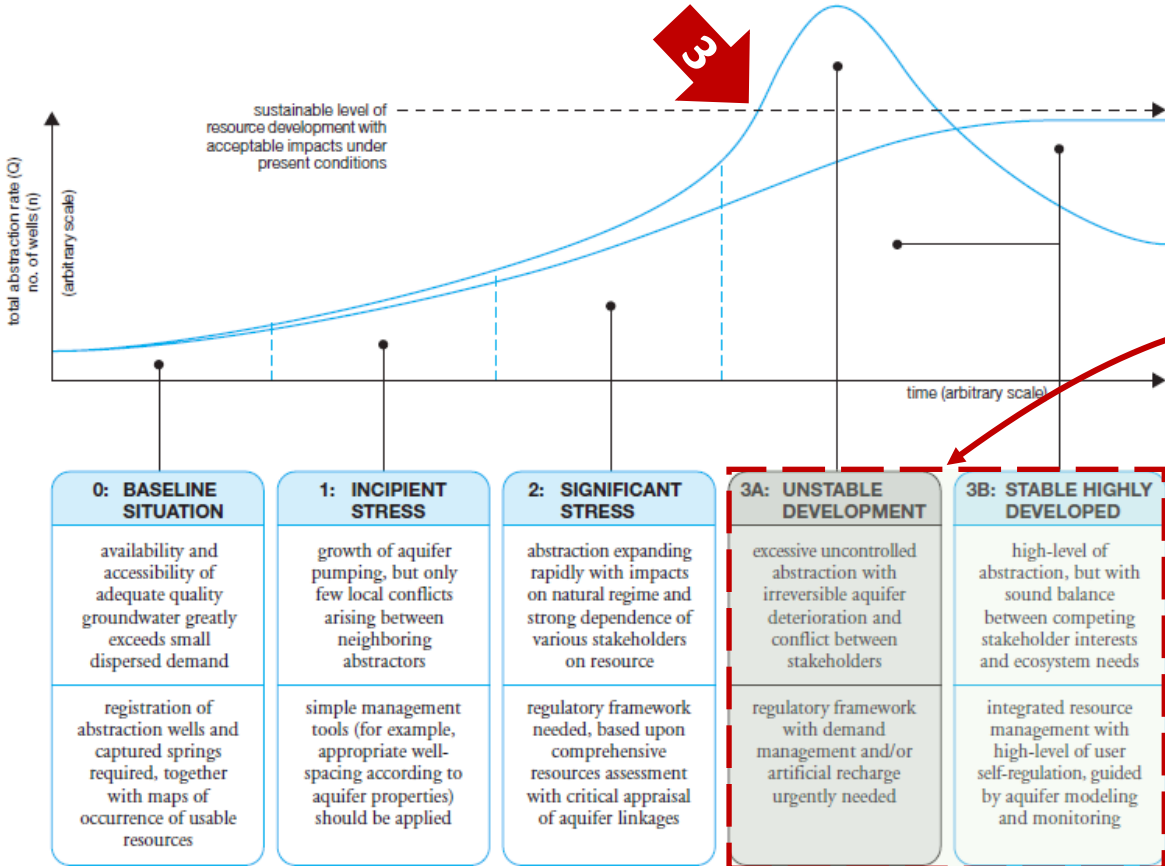 3
sustainable level of
resource development with
acceptable impacts under
present conditions
total abstraction rate (Q)
no. of wells (n)
(arbitrary scale)
time (arbitrary scale)
0: BASELINE
SITUATION
availability and
accessibility of
adequate quality
groundwater greatly
exceeds small
dispersed demand
registration of
abstraction wells and
captured springs
required, together
with maps of
occurrence of usable
resources
1: INCIPIENT
STRESS
growth of aquifer
pumping, but only
few local conflicts
arising between
neighboring
abstractors
simple management
tools (for example,
appropriate well-
spacing according to
aquifer properties)
should be applied
2: SIGNIFICANT
STRESS
abstraction expanding
rapidly with impacts
on natural regime and
strong dependence of
various stakeholders
on resource
regulatory framework
needed, based upon
comprehensive
resources assessment
with critical appraisal
of aquifer linkages
3A: UNSTABLE
DEVELOPMENT
excessive uncontrolled
abstraction with
irreversible aquifer
deterioration and
conflict between
stakeholders
regulatory framework
with demand
management and/or
artificial recharge
urgently needed
3B: STABLE HIGHLY
DEVELOPED
high-level of
abstraction, but with
sound balance
between competing
stakeholder interests
and ecosystem needs
integrated resource
management with
high-level of user
self-regulation, guided
by aquifer modeling
and monitoring